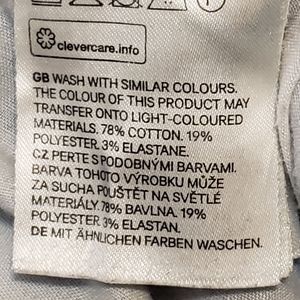 clevercare.info
GB WASH WITH SIMILAR COLOURS.
THE COLOUR OF THIS PRODUCT MAY
TRANSFER ONTO LIGHT-COLOURED
MATERIALS. 78% COTTON. 19%
POLYESTER. 3% ELASTANE.
CZ PERTE S PODOBNÝMI BARVAMI.
BARVA TOHOTO VÝROBKU MŮŽE
ZA SUCHA POUŠTĚT NA SVĚTLÉ
MATERIÁLY. 78% BAVLNA. 19%
POLYESTER. 3% ELASTAN.
DE MIT ÄHNLICHEN FARBEN WASCHEN.